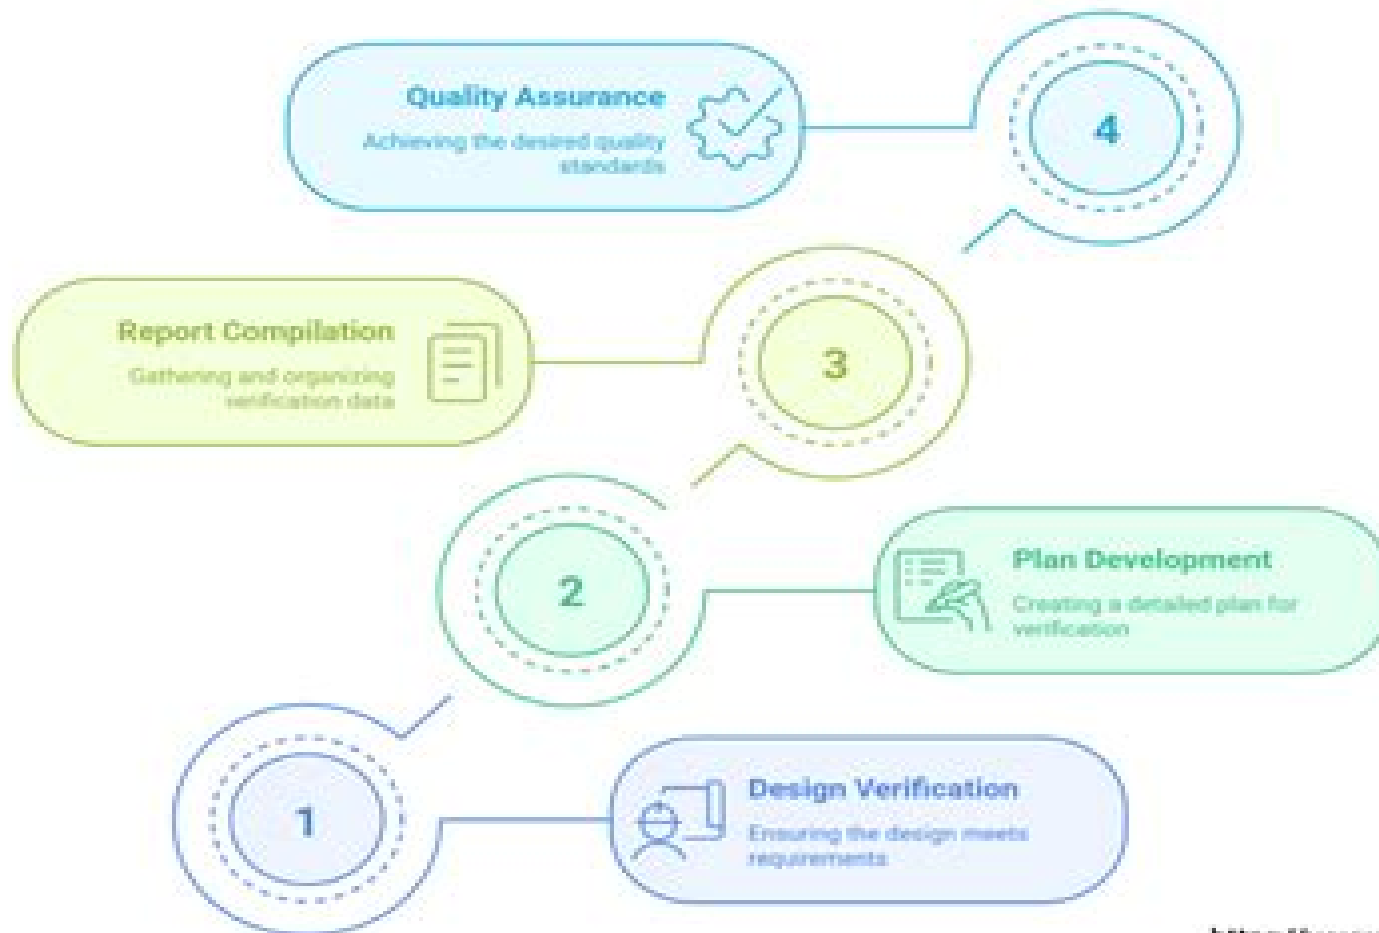 Quality Assurance
Achieving the desired quality
standards
4
Report Compilation
Gathering and organizing
verification data
3
2
Plan Development
Creating a detailed plan for
verification
1
Design Verification
Ensuring the design meets
requirements